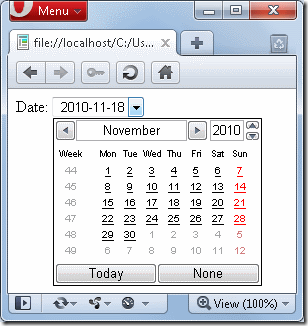 Menu
file://localhost/C:/Us...
Date: 2010-11-18
November 2010
Week Mon Tue Wed Thu Fri Sat Sun
44 1 2 3 4 5 6 7
45 8 9 10 11 12 13 14
46 15 16 17 18 19 20 21
47 22 23 24 25 26 27 28
48 29 30 1 2 3 4 5
49 6 7 8 9 10 11 12
Today None
View (100%)